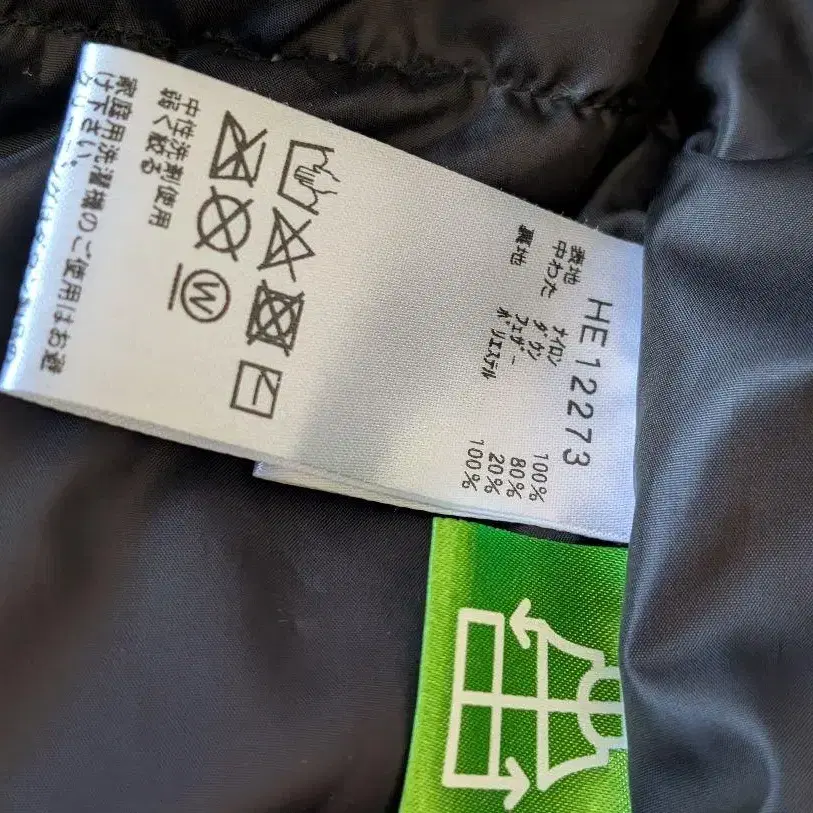 HE12273
表地 ナイロン 100%
中わた ダウン 80%
フェザー 20%
裏地 ポリエステル 100%
W
中性洗剤使用
弱く絞る
家庭用洗濯機のご使用はお避
け下さい。